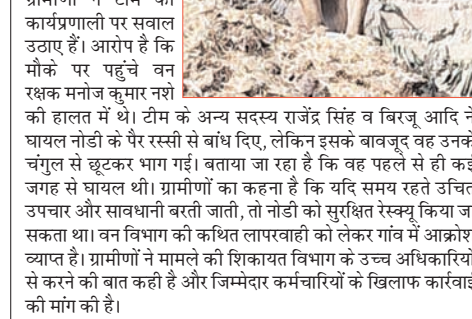 ग्रामीणों ने टीम की
कार्यप्रणाली पर सवाल
उठाए हैं। आरोप है कि
मौके पर पहुंचे वन
रक्षक मनोज कुमार नशे
की हालत में थे। टीम के अन्य सदस्य राजेंद्र सिंह व बिरजू आदि ने
घायल नोडी के पैर रस्सी से बांध दिए, लेकिन इसके बावजूद वह उनके
चंगुल से छूटकर भाग गई। बताया जा रहा है कि वह पहले से ही कई
जगह से घायल थी। ग्रामीणों का कहना है कि यदि समय रहते उचित
उपचार और सावधानी बरती जाती, तो नोडी को सुरक्षित रेस्क्यू किया जा
सकता था। वन विभाग की कथित लापरवाही को लेकर गांव में आक्रोश
व्याप्त है। ग्रामीणों ने मामले की शिकायत विभाग के उच्च अधिकारियों
से करने की बात कही है और जिम्मेदार कर्मचारियों के खिलाफ कार्रवाई
की मांग की है।